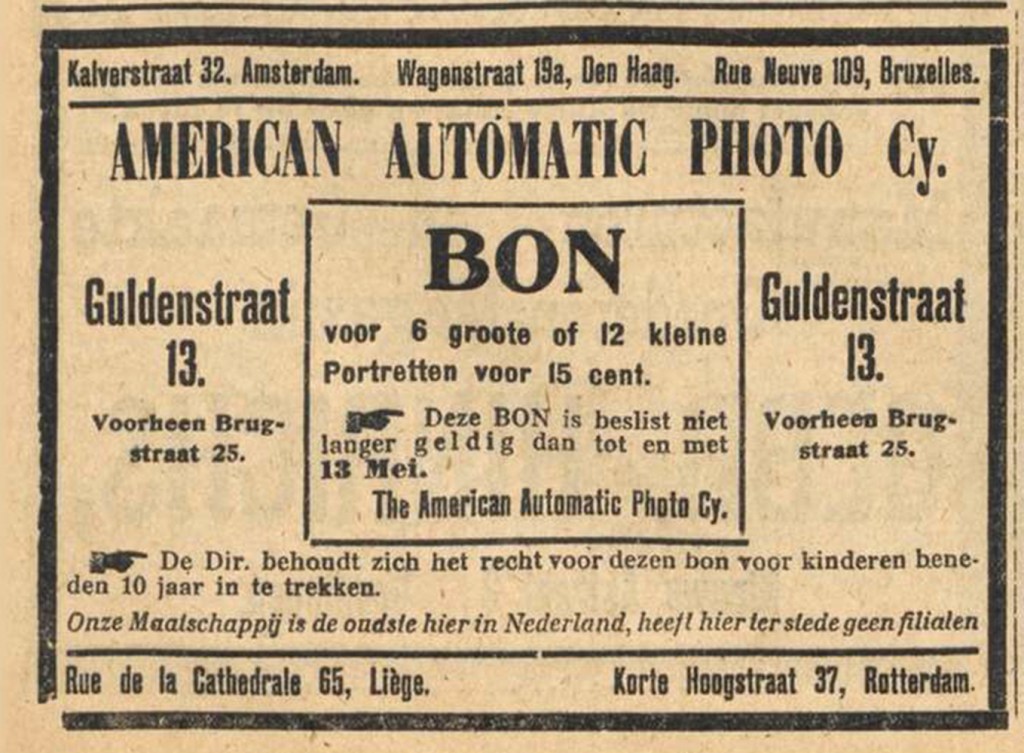 Kalverstraat 32. Amsterdam. Wagenstraat 19a, Den Haag. Rue Neuve 109, Bruxelles.
AMERICAN AUTOMATIC PHOTO Cy.
Guldenstraat
13.
Voorheen Brug-
straat 25.
BON
voor 6 groote of 12 kleine
Portretten voor 15 cent.
☛ Deze BON is beslist niet
langer geldig dan tot en met
13 Mei.
The American Automatic Photo Cy.
Guldenstraat
13.
Voorheen Brug-
straat 25.
☛ De Dir. behoudt zich het recht voor dezen bon voor kinderen bene-
den 10 jaar in te trekken.
Onze Maatschappij is de oudste hier in Nederland, heeft hier ter stede geen filialen
Rue de la Cathedrale 65, Liège. Korte Hoogstraat 37, Rotterdam.